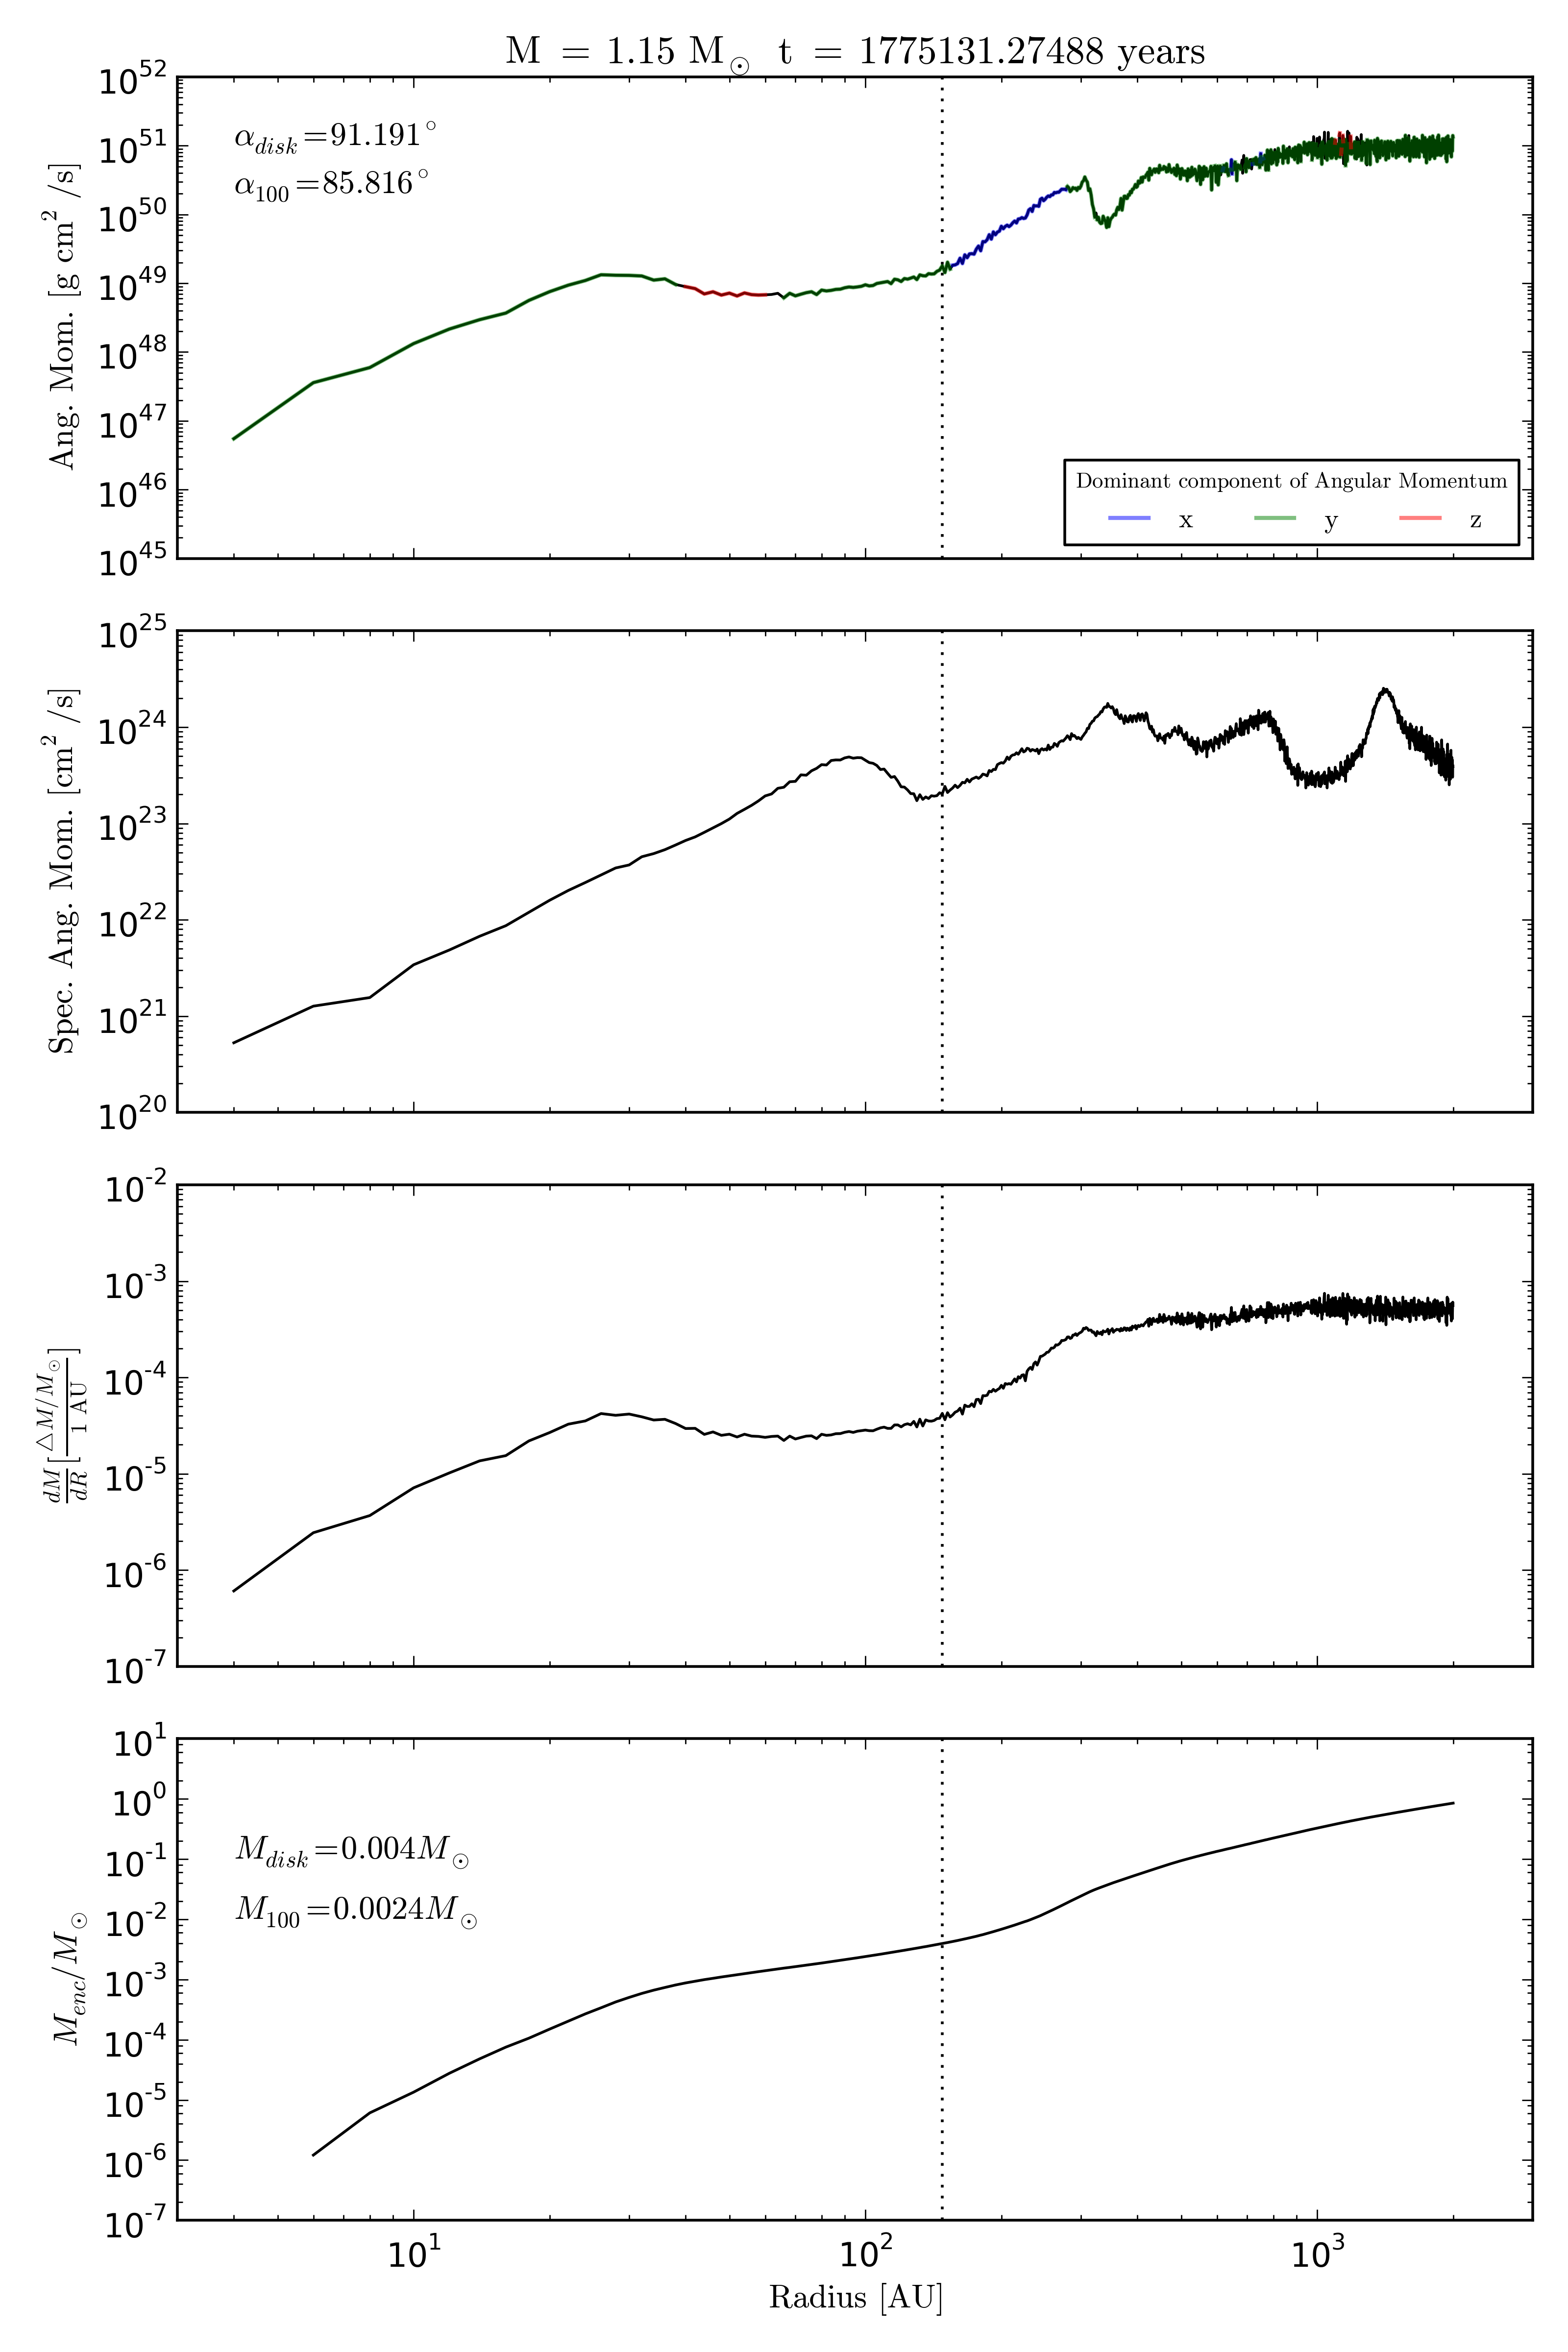 M = 1.15 M⊙ t = 1775131.27488 years
10^52
10^51
10^50
10^49
10^48
10^47
10^46
10^45
Ang. Mom. [g cm² /s]
α_disk=91.191°
α_100=85.816°
Dominant component of Angular Momentum
x y z
10^25
10^24
10^23
10^22
10^21
10^20
Spec. Ang. Mom. [cm² /s]
10^-2
10^-3
10^-4
10^-5
10^-6
10^-7
dM/dR [△M/M⊙ / 1 AU]
10^1
10^0
10^-1
10^-2
10^-3
10^-4
10^-5
10^-6
10^-7
M_enc/M⊙
M_disk=0.004M⊙
M_100=0.0024M⊙
10^1 10^2 10^3
Radius [AU]